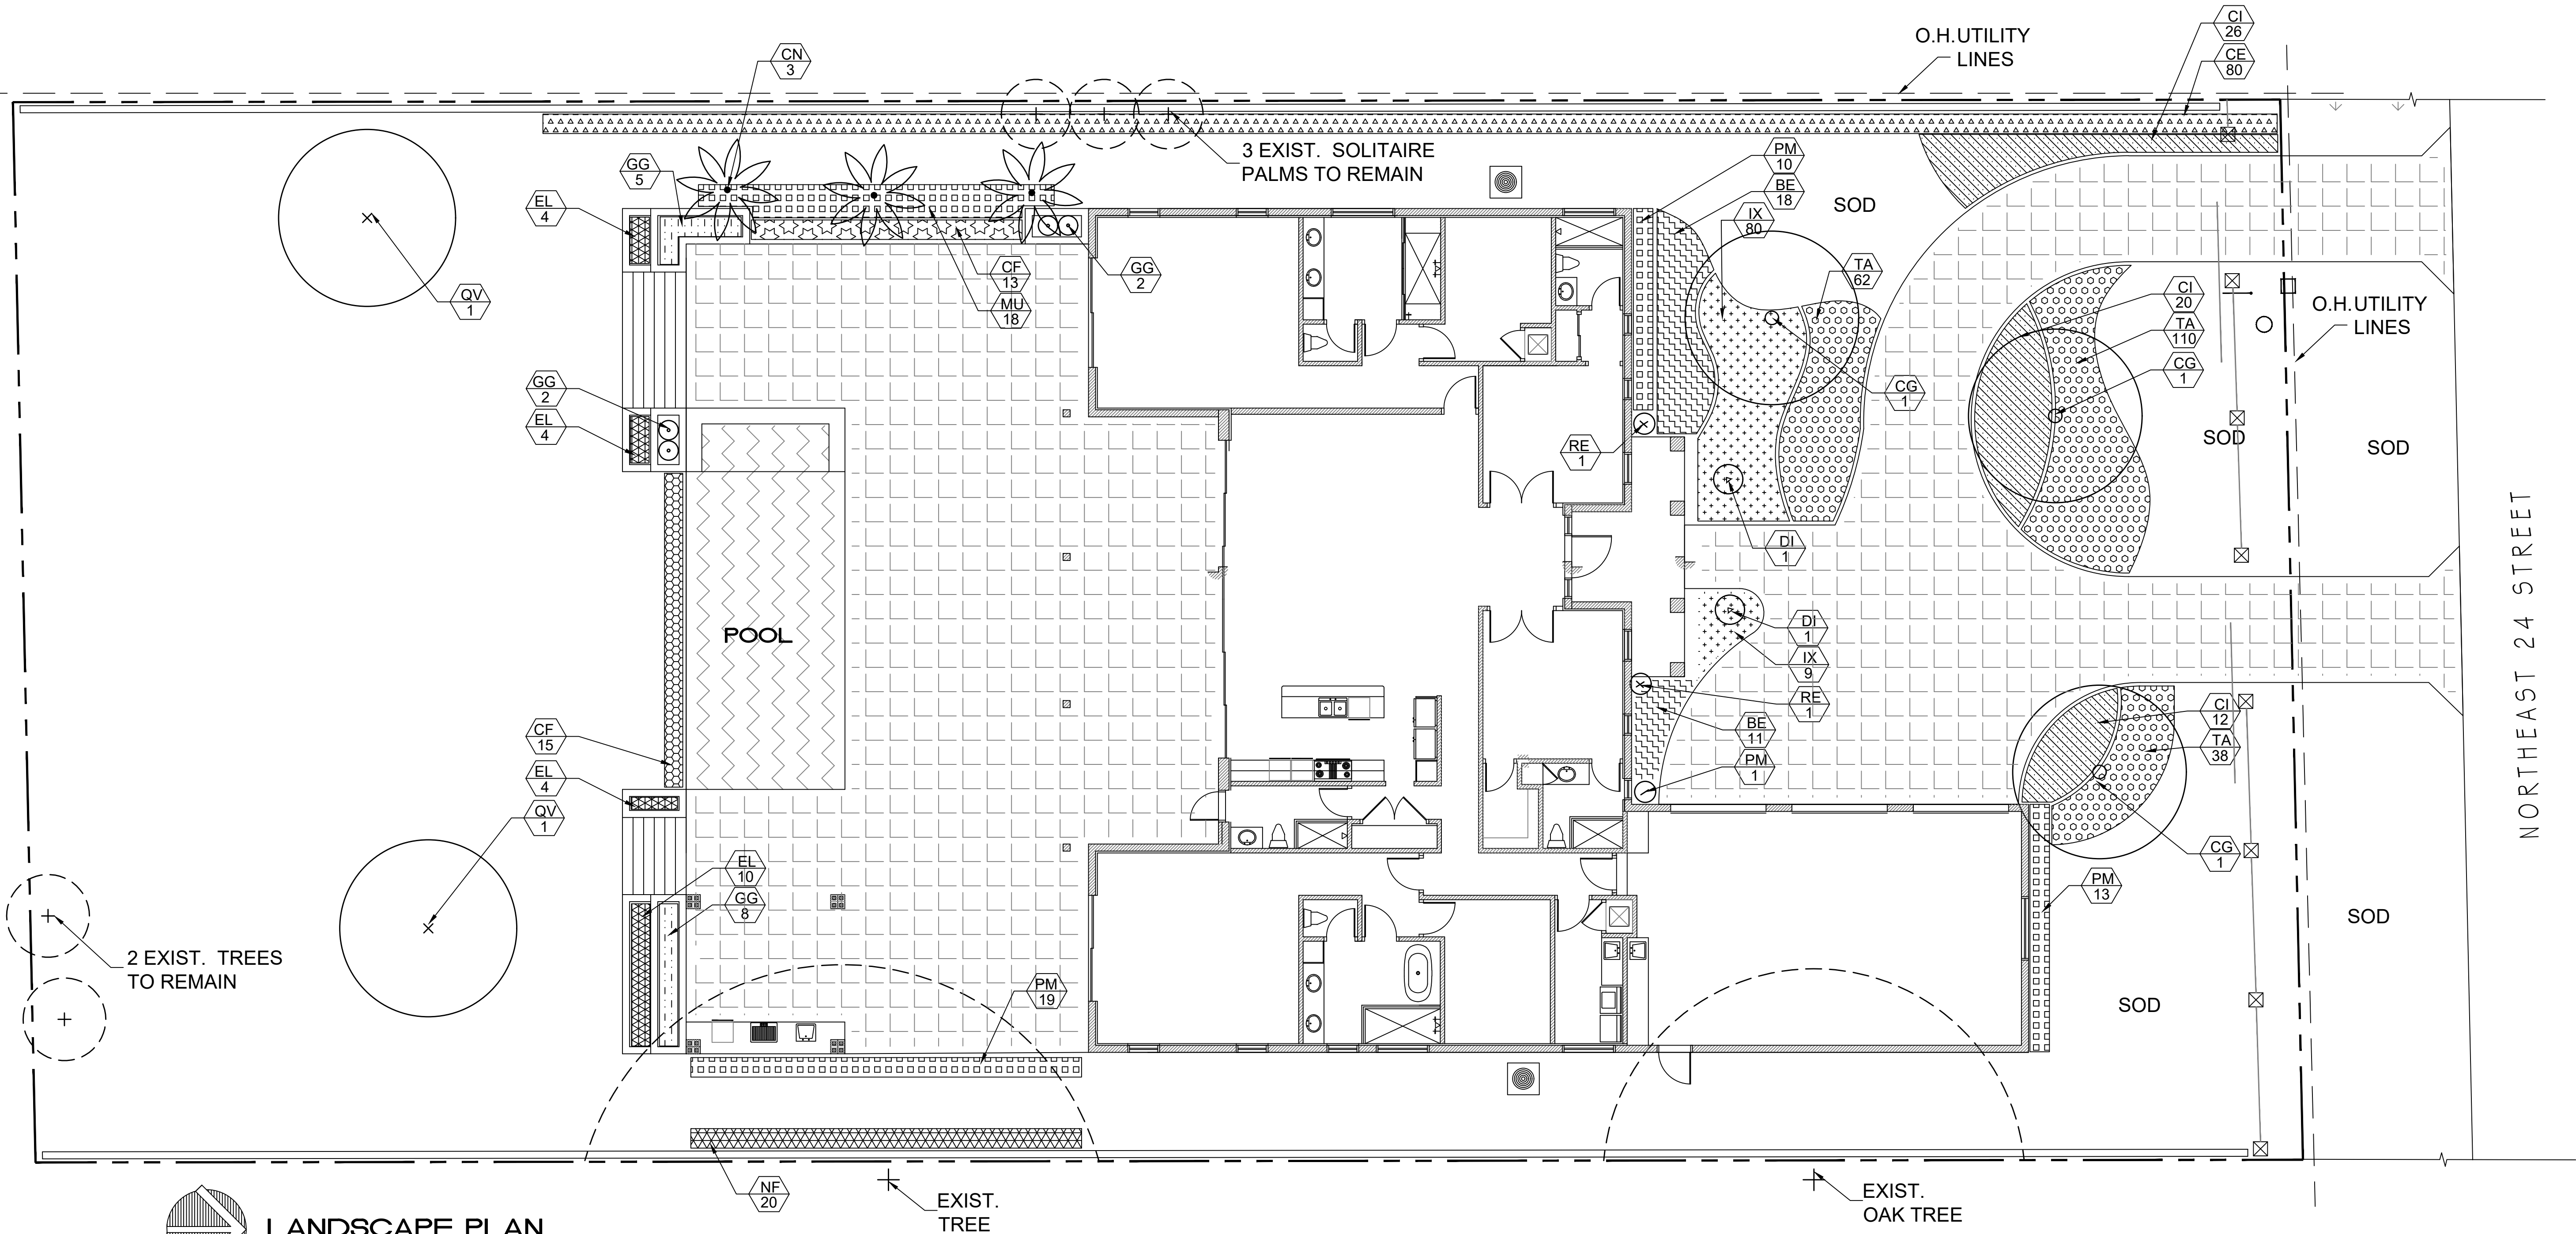 CI
26
O.H.UTILITY
LINES
CE
80
CN
3
3 EXIST. SOLITAIRE
PALMS TO REMAIN
PM
10
GG
5
BE
18
EL
4
IX
80
SOD
CF
13
GG
2
TA
62
QV
1
MU
18
CI
20
O.H.UTILITY
LINES
TA
110
CG
1
GG
2
CG
1
EL
4
RE
1
SOD
SOD
DI
1
NORTHEAST 24 STREET
POOL
DI
1
IX
9
RE
1
CI
12
CF
15
BE
11
TA
38
EL
4
PM
1
QV
1
CG
1
EL
10
PM
13
GG
8
SOD
2 EXIST. TREES
TO REMAIN
PM
19
SOD
NF
20
EXIST.
TREE
EXIST.
OAK TREE
LANDSCAPE PLAN